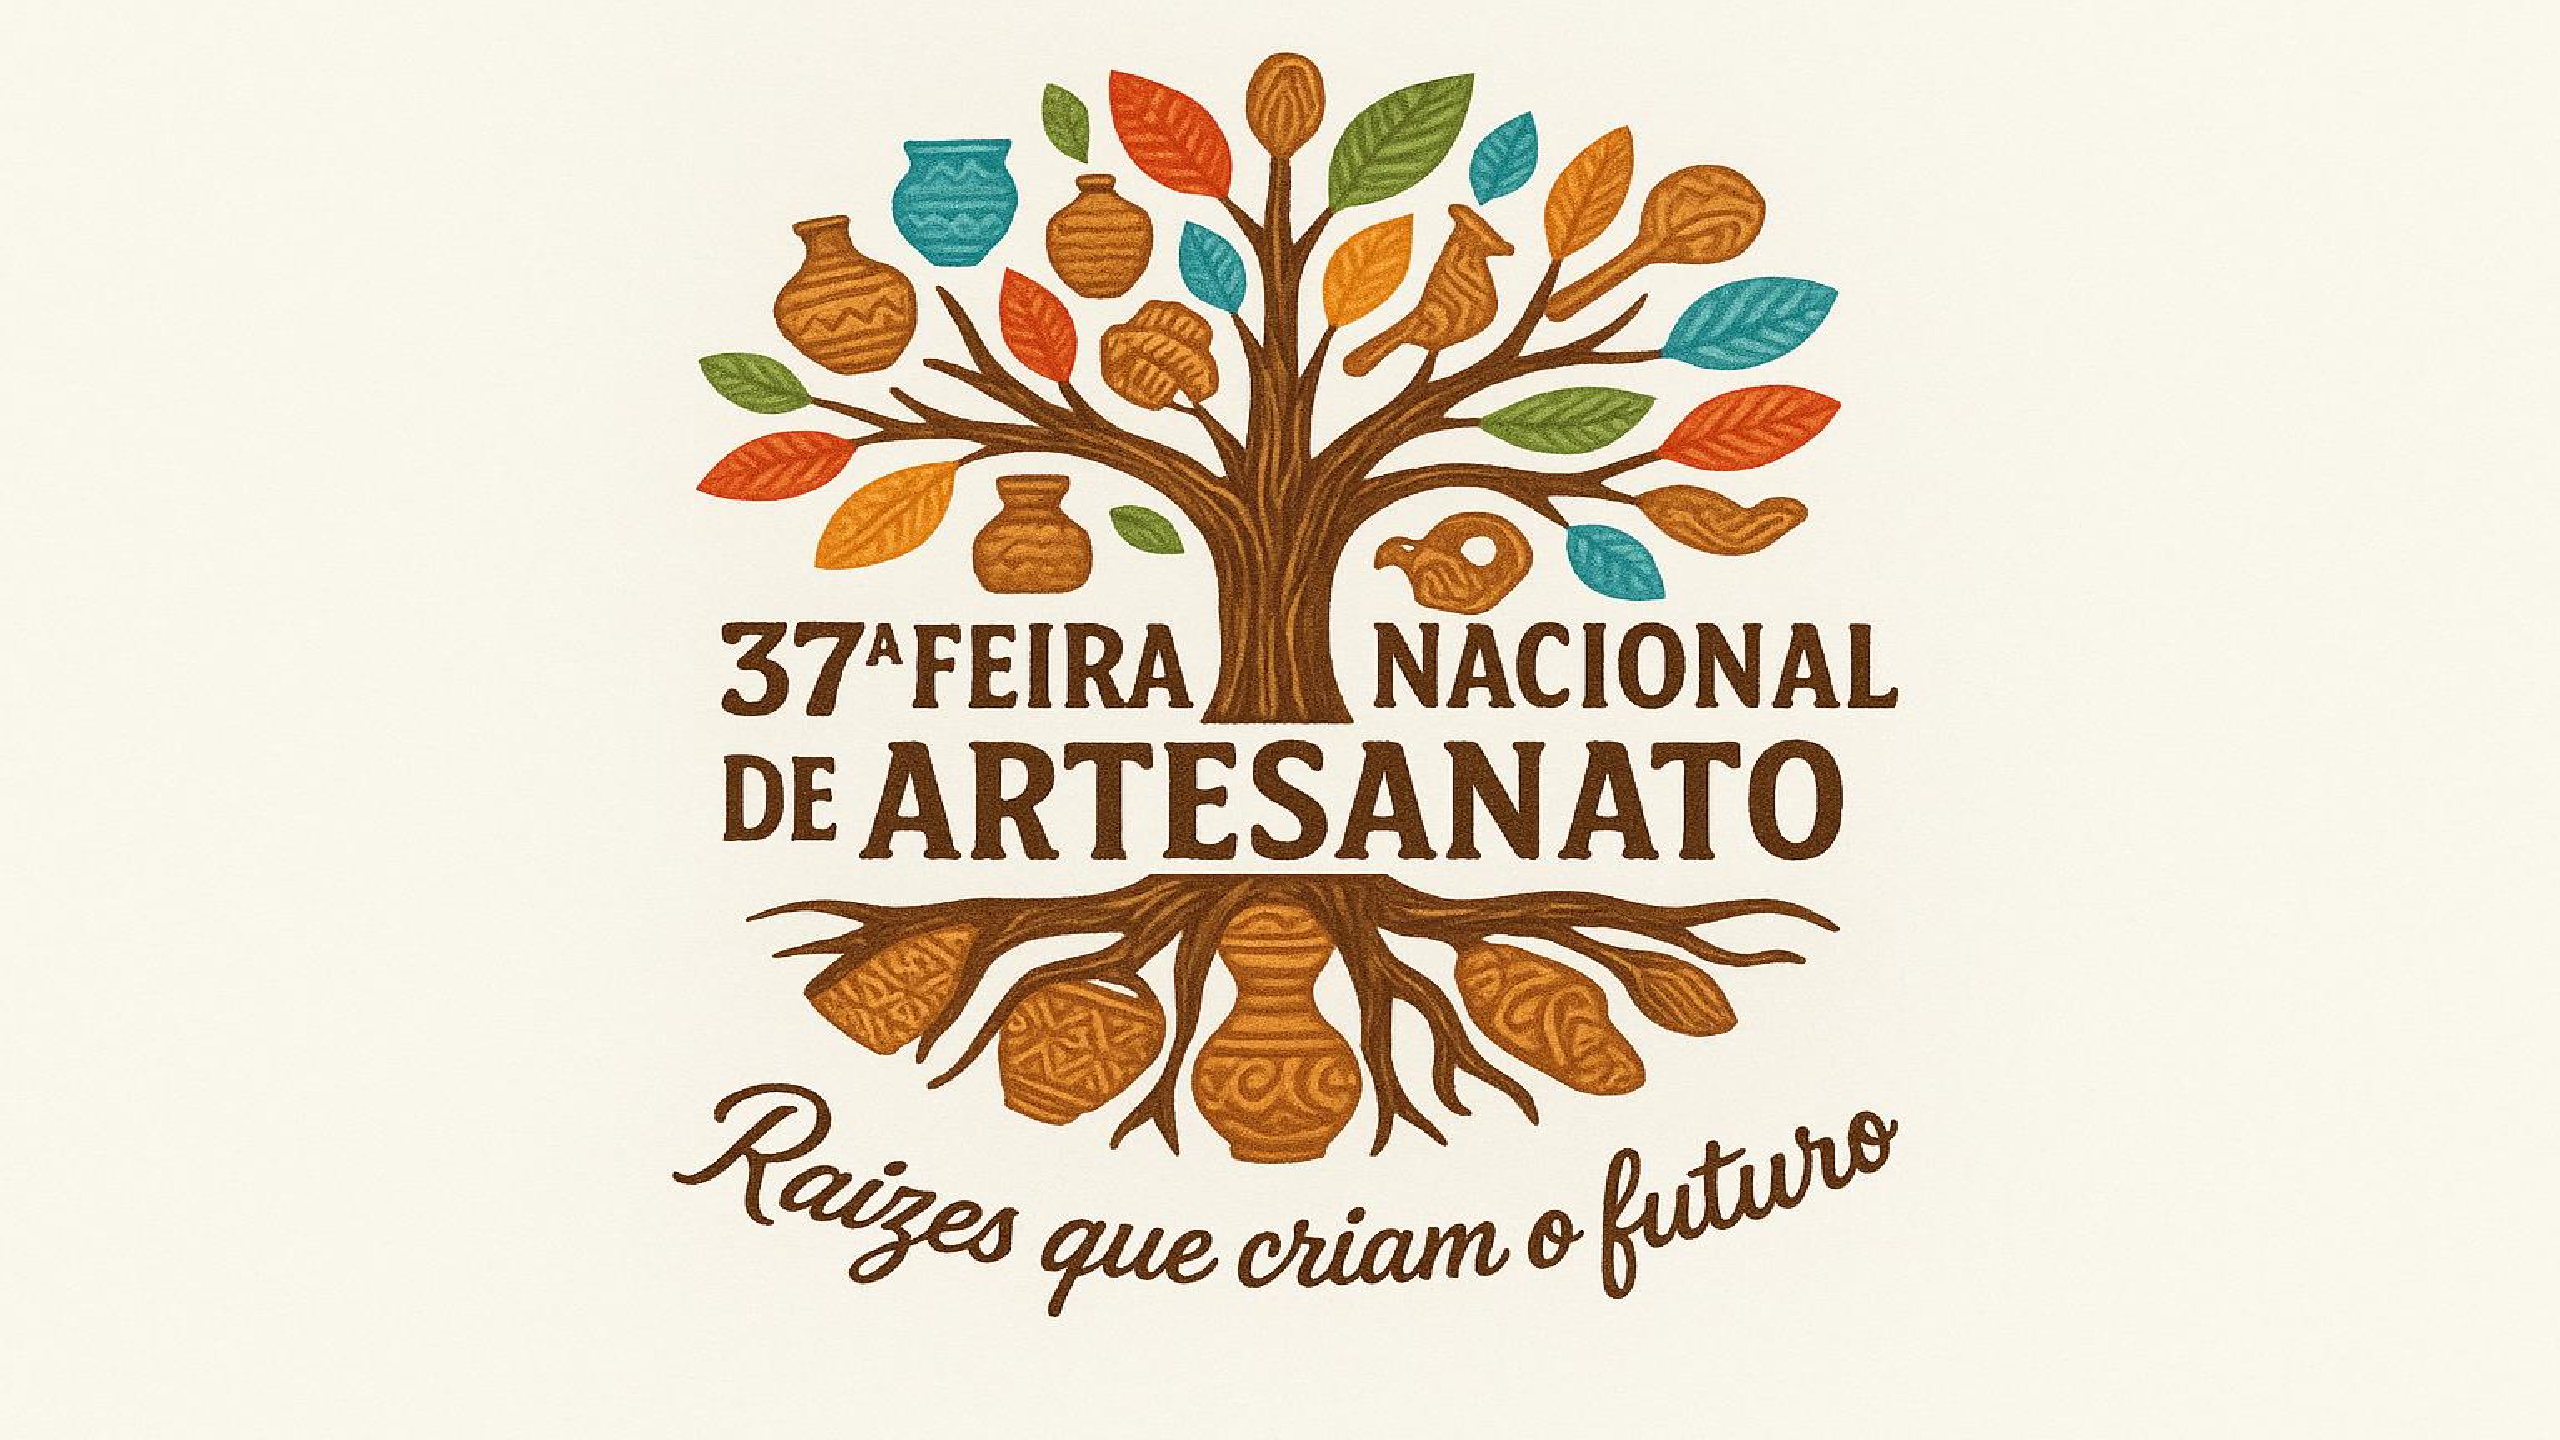 37ª FEIRA NACIONAL
DE ARTESANATO
Raizes que criam o futuro